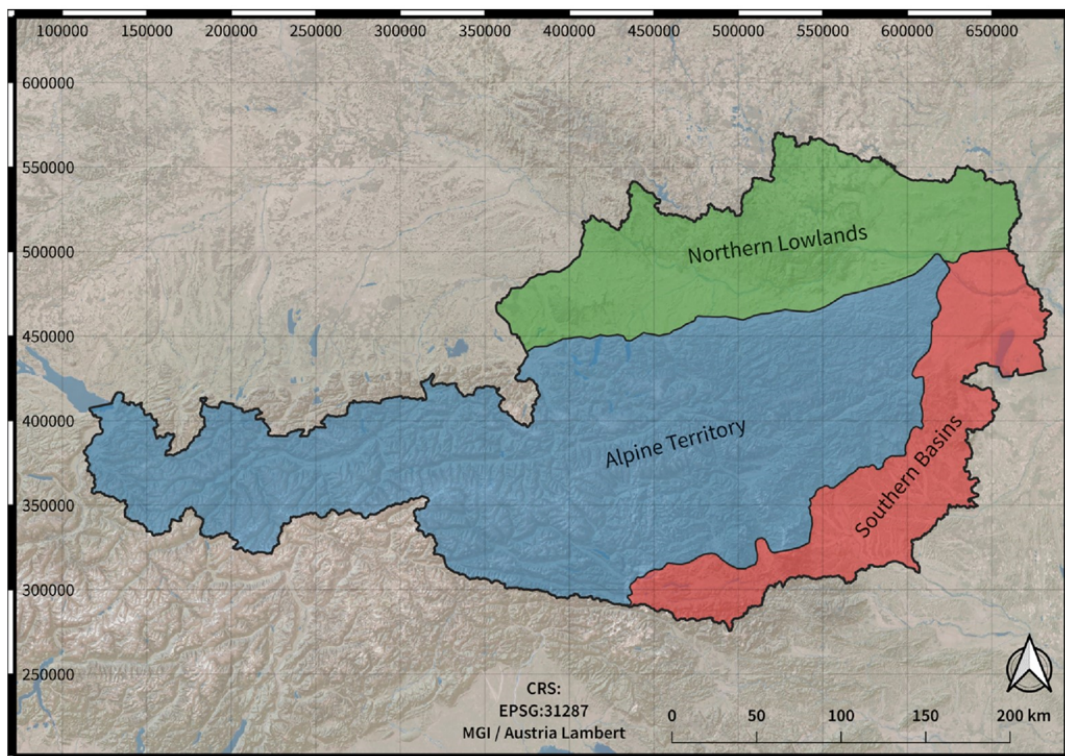 100000 150000 200000 250000 300000 350000 400000 450000 500000 550000 600000 650000
600000
550000
500000
450000
400000
350000
300000
250000
Northern Lowlands
Alpine Territory
Southern Basins
CRS:
EPSG:31287
MGI / Austria Lambert
0 50 100 150 200 km